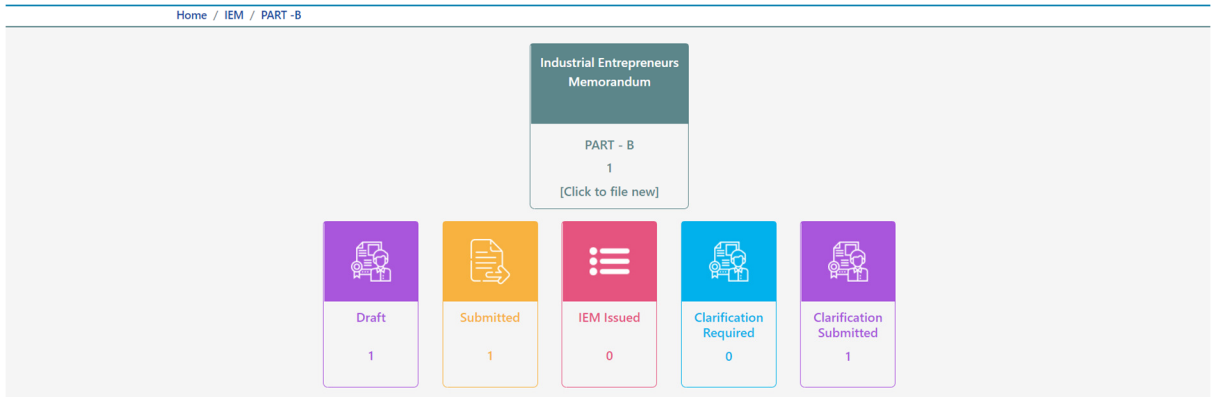 Home / IEM / PART -B
Industrial Entrepreneurs
Memorandum
PART - B
1
[Click to file new]
Draft
1
Submitted
1
IEM Issued
0
Clarification
Required
0
Clarification
Submitted
1